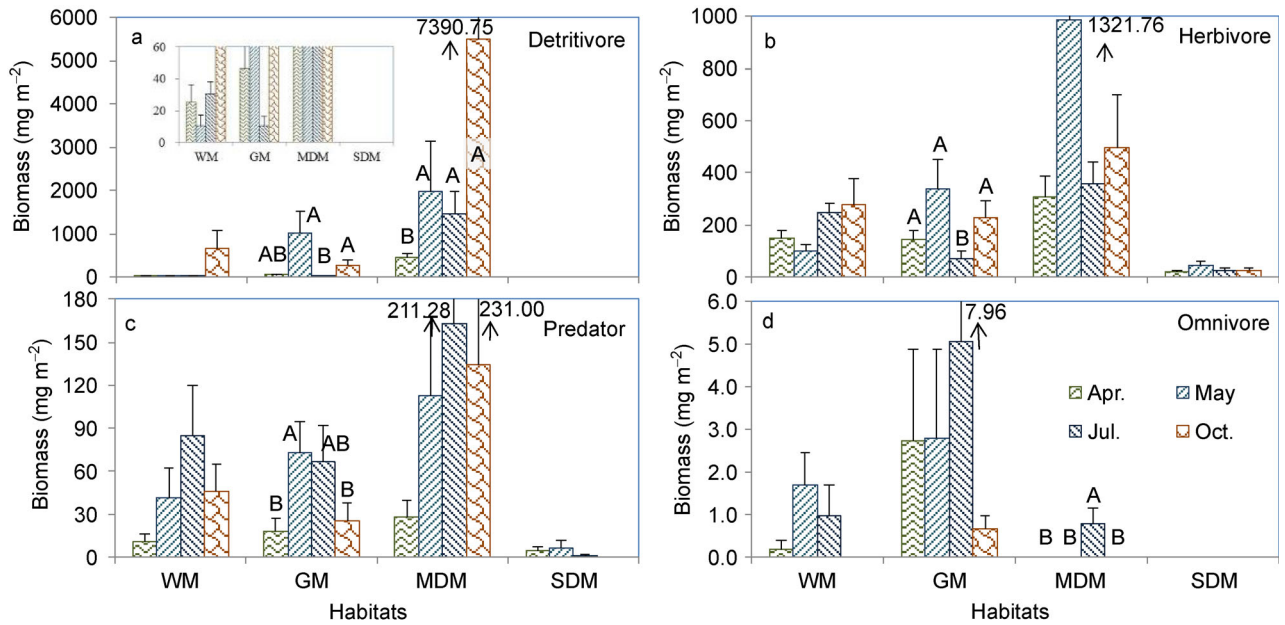 6000
5000
4000
3000
2000
1000
0
Biomass (mg m−2)
a
7390.75
Detritivore
60
40
20
0
WM GM MDM SDM
AB A B A
B A A A
1000
800
600
400
200
0
Biomass (mg m−2)
b
1321.76
Herbivore
A A B A
180
150
120
90
60
30
0
Biomass (mg m−2)
c
211.28 231.00
Predator
B A AB B
WM GM MDM SDM
Habitats
6.0
5.0
4.0
3.0
2.0
1.0
0.0
Biomass (mg m−2)
d
7.96
Omnivore
Apr. May
Jul. Oct.
B B A B
WM GM MDM SDM
Habitats